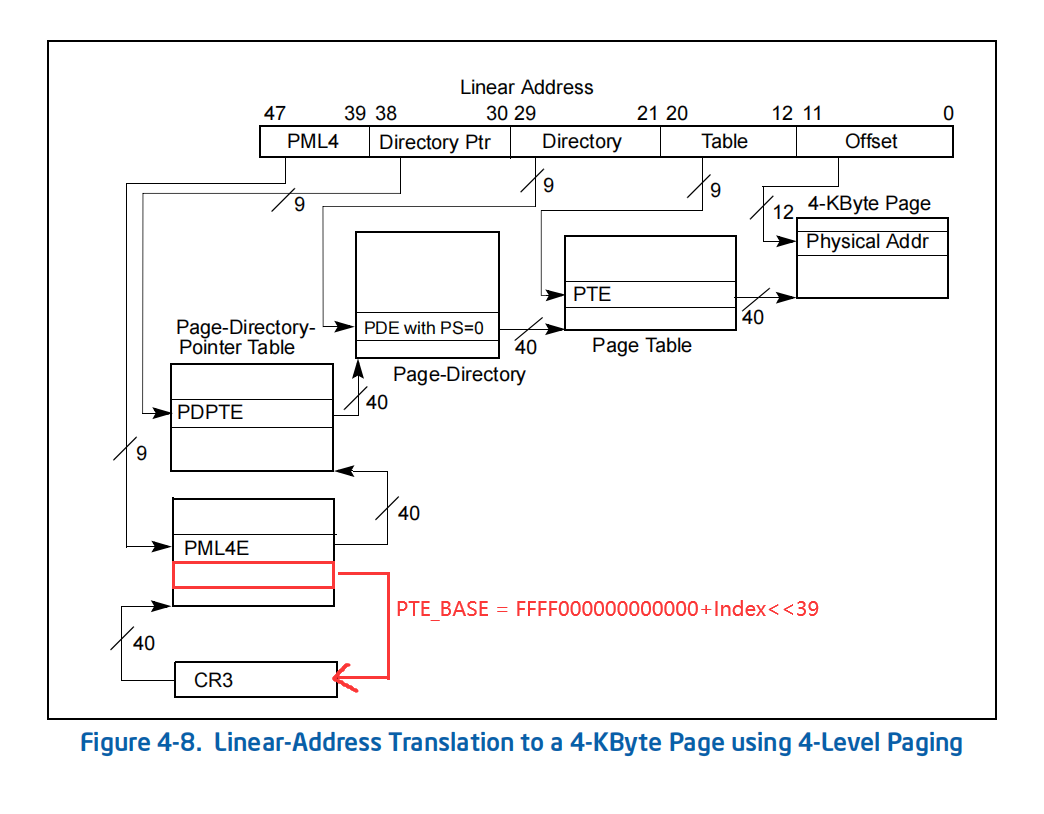 Linear Address
47 39 38 30 29 21 20 12 11 0
PML4 Directory Ptr Directory Table Offset
9 9 9
12 4-KByte Page
Physical Addr
PTE
40
PDE with PS=0
40
Page Table
Page-Directory-
Pointer Table
Page-Directory
40
PDPTE
9
40
PML4E
PTE_BASE = FFFF000000000000+Index<<39
40
CR3
Figure 4-8. Linear-Address Translation to a 4-KByte Page using 4-Level Paging